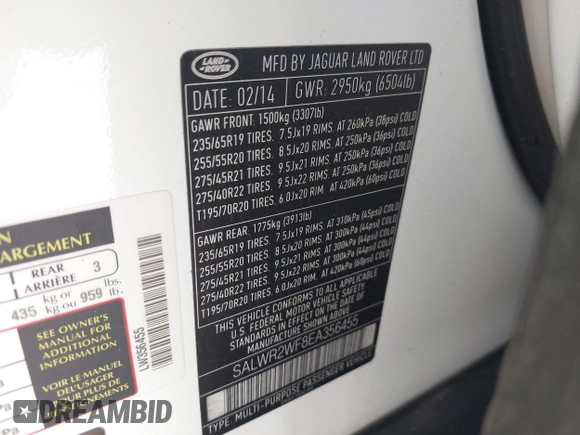 LAND ROVER
MFD BY JAGUAR LAND ROVER LTD
DATE: 02/14
GWR: 2950kg (6504lb)
GAWR FRONT: 1500kg (3307lb)
235/65R19 TIRES. 7.5Jx19 RIMS. AT 260kPa (38psi) COLD
255/55R20 TIRES. 8.5Jx20 RIMS. AT 250kPa (36psi) COLD
275/45R21 TIRES. 9.5Jx21 RIMS. AT 250kPa (36psi) COLD
275/40R22 TIRES. 9.5Jx22 RIMS. AT 250kPa (36psi) COLD
T195/70R20 TIRES. 6.0Jx20 RIM. AT 420kPa (60psi) COLD
GAWR REAR: 1775kg (3913lb)
235/65R19 TIRES. 7.5Jx19 RIMS. AT 310kPa (45psi) COLD
255/55R20 TIRES. 8.5Jx20 RIMS. AT 300kPa (44psi) COLD
275/45R21 TIRES. 9.5Jx21 RIMS. AT 300kPa (44psi) COLD
275/40R22 TIRES. 9.5Jx22 RIMS. AT 300kPa (44psi) COLD
T195/70R20 TIRES. 6.0Jx20 RIM. AT 420kPa (60psi) COLD
THIS VEHICLE CONFORMS TO ALL APPLICABLE
U.S. FEDERAL MOTOR VEHICLE SAFETY
STANDARDS IN EFFECT ON THE DATE OF
MANUFACTURE SHOWN ABOVE
SALWR2WF8EA356455
TYPE: MULTI-PURPOSE PASSENGER VEHICLE
ARGEMENT
REAR
ARRIÈRE
3
435 kg or
kg ou
959 lbs.
lb.
SEE OWNER'S
MANUAL FOR
ADDITIONAL
INFORMATION
VOIR LE MANUEL
DE L'USAGER
POUR PLUS DE
LW356455
DREAMBID